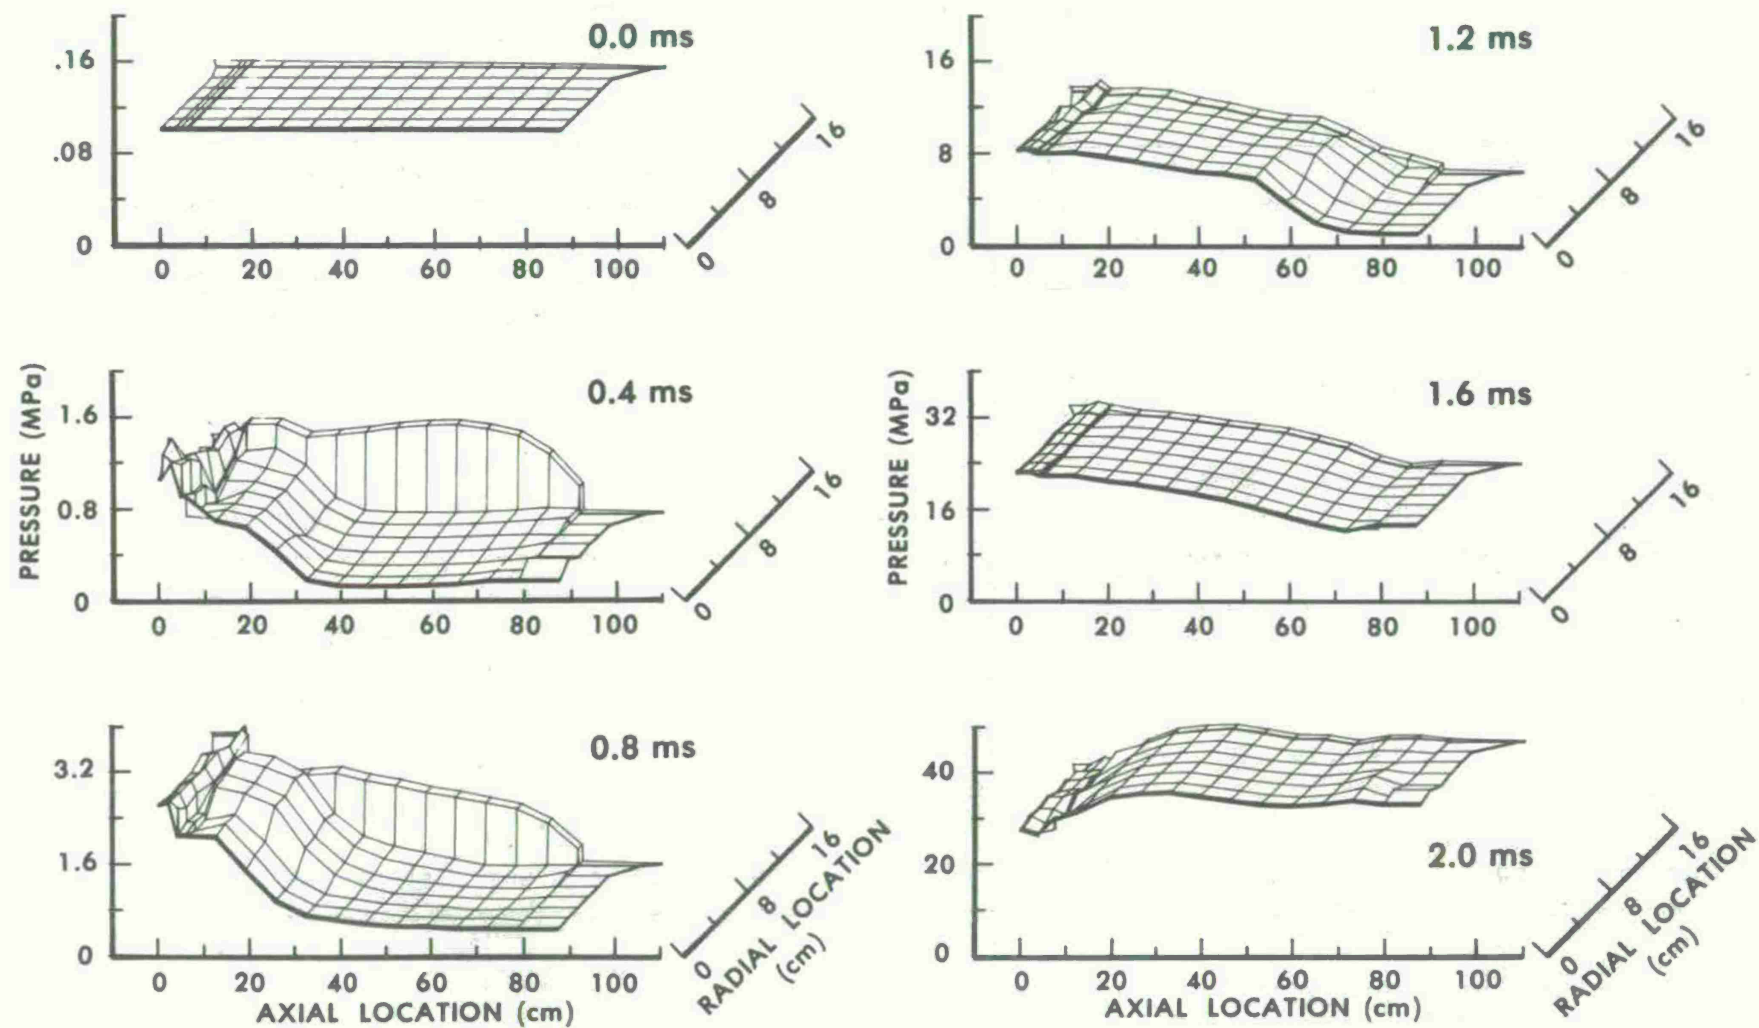 0.0 ms
.16
.08
0
0 20 40 60 80 100
0 8 16
1.2 ms
16
8
0
0 20 40 60 80 100
0 8 16
0.4 ms
PRESSURE (MPa)
1.6
0.8
0
0 20 40 60 80 100
0 8 16
1.6 ms
PRESSURE (MPa)
32
16
0
0 20 40 60 80 100
0 8 16
0.8 ms
3.2
1.6
0
0 20 40 60 80 100
AXIAL LOCATION (cm)
0 8 16
RADIAL LOCATION
(cm)
2.0 ms
40
20
0
0 20 40 60 80 100
AXIAL LOCATION (cm)
0 8 16
RADIAL LOCATION
(cm)